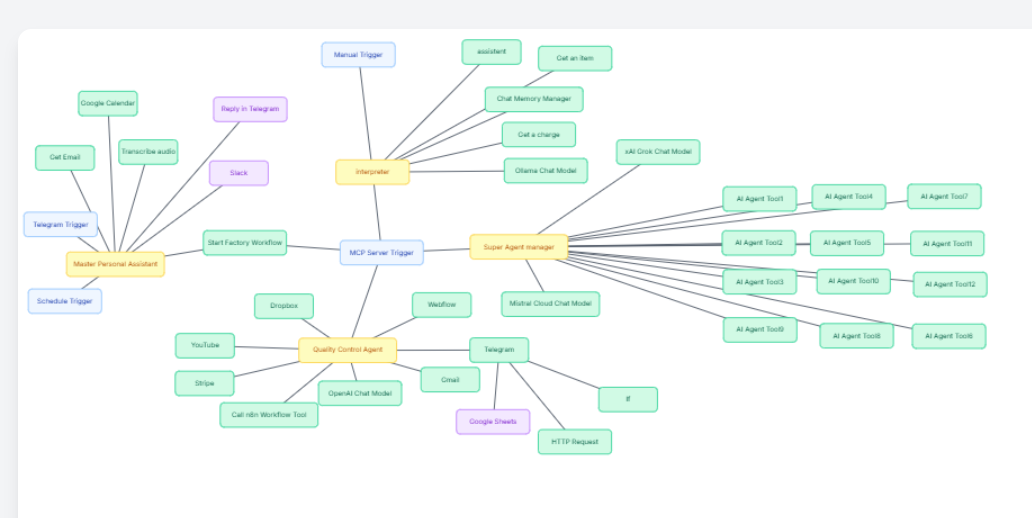 Manual Trigger
assistent
Get an item
Google Calendar
Reply in Telegram
Chat Memory Manager
Get a charge
Get Email
Transcribe audio
xAI Grok Chat Model
Slack
Interpreter
Ollama Chat Model
AI Agent Tool1
AI Agent Tool4
AI Agent Tool7
Telegram Trigger
Start Factory Workflow
MCP Server Trigger
Super Agent manager
AI Agent Tool2
AI Agent Tool5
AI Agent Tool11
Master Personal Assistant
AI Agent Tool3
AI Agent Tool10
AI Agent Tool12
Schedule Trigger
Dropbox
Webflow
Mistral Cloud Chat Model
AI Agent Tool9
AI Agent Tool8
AI Agent Tool6
YouTube
Quality Control Agent
Telegram
Stripe
OpenAI Chat Model
Gmail
If
Call n8n Workflow Tool
Google Sheets
HTTP Request